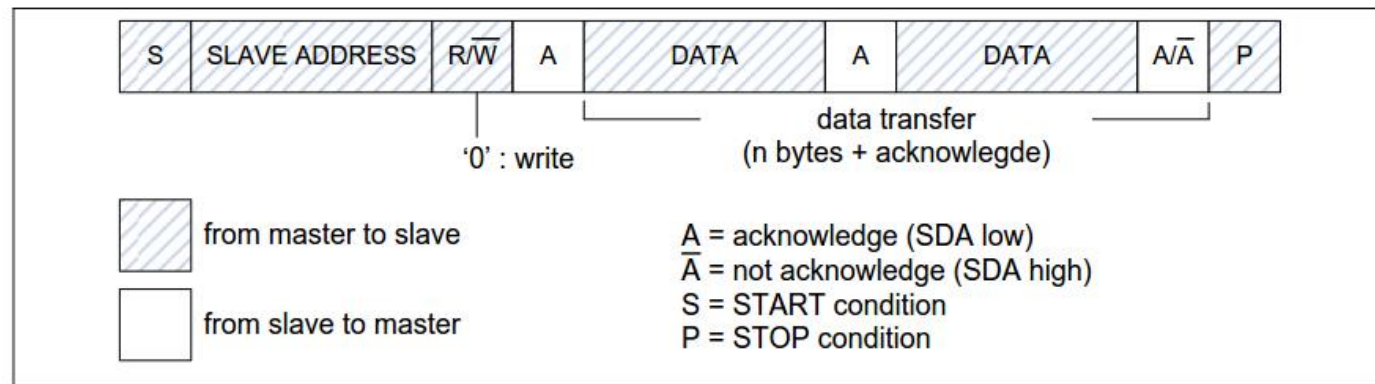 S SLAVE ADDRESS R/W̅ A DATA A DATA A/A̅ P
data transfer
(n bytes + acknowlegde)
‘0’ : write
from master to slave
from slave to master
A = acknowledge (SDA low)
A̅ = not acknowledge (SDA high)
S = START condition
P = STOP condition